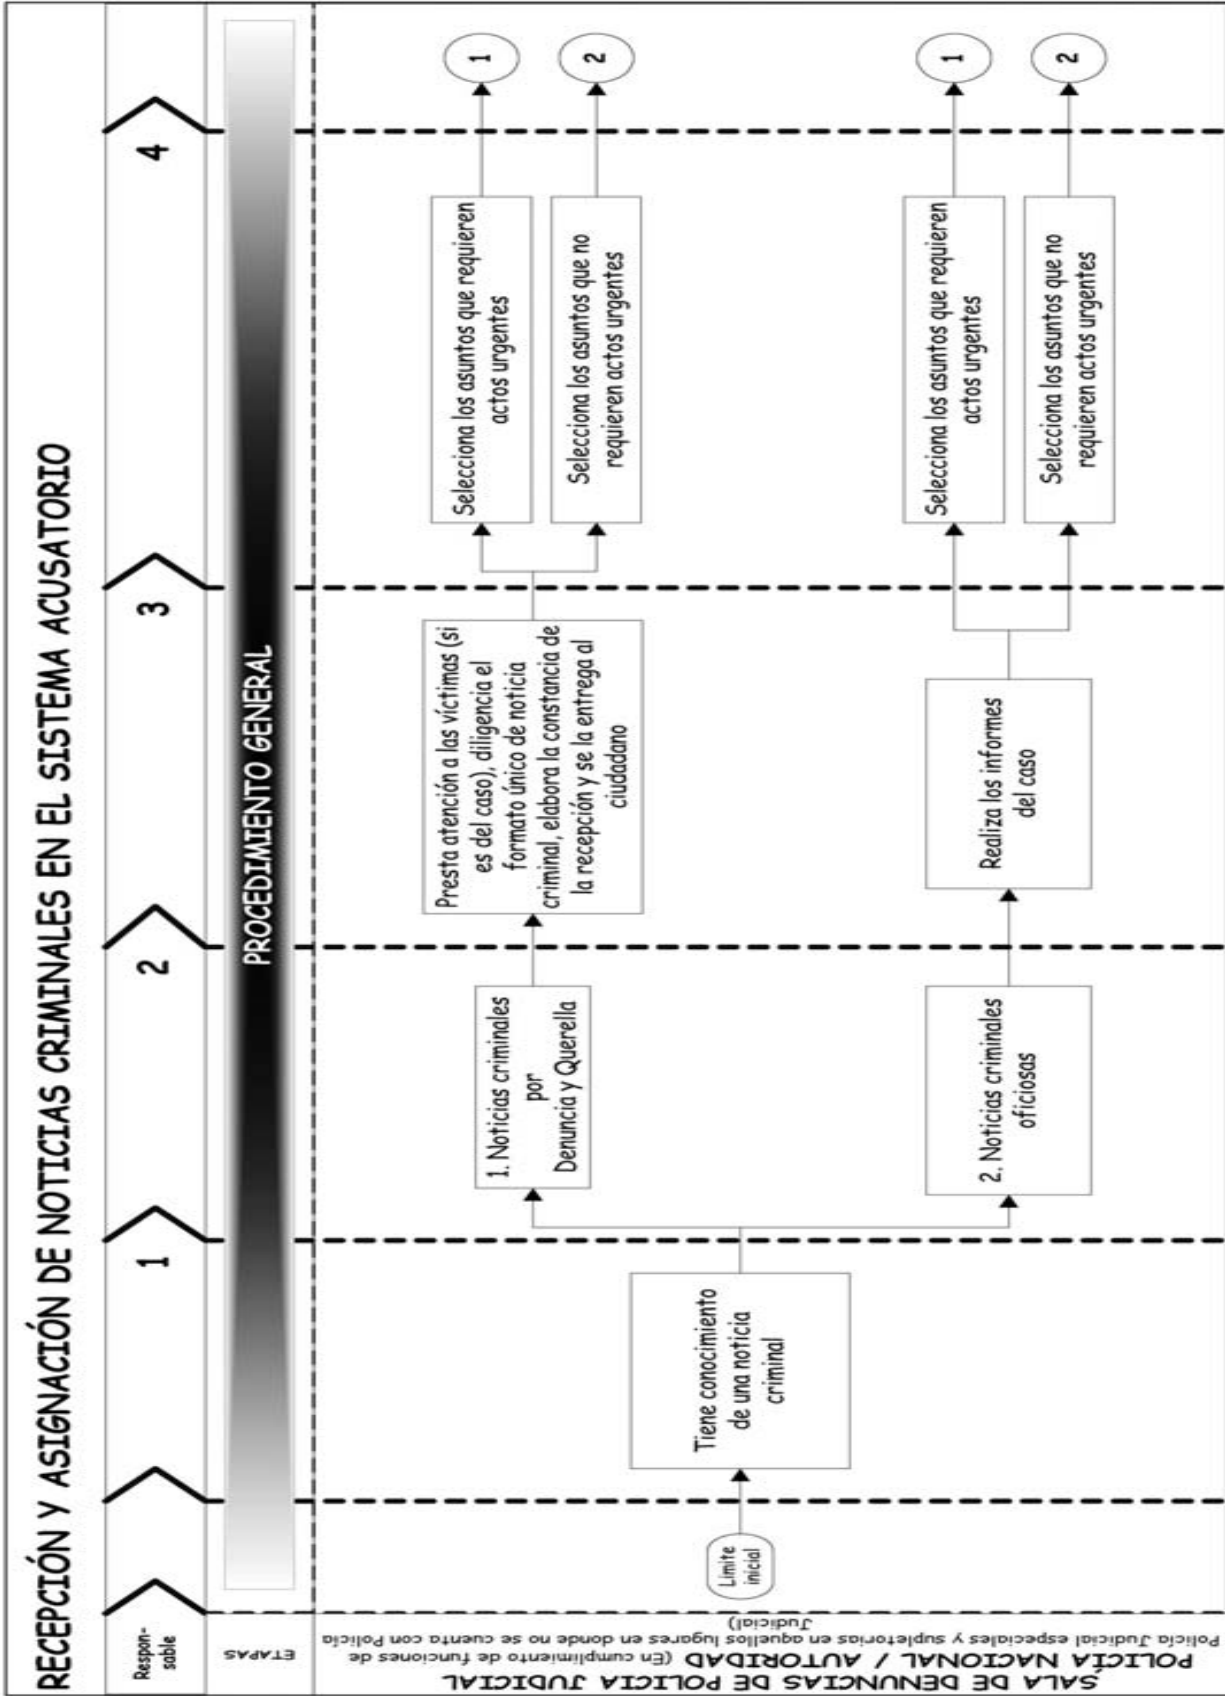 RECEPCIÓN Y ASIGNACIÓN DE NOTICIAS CRIMINALES EN EL SISTEMA ACUSATORIO
Respon-
sable
1
2
3
4
ETAPAS
PROCEDIMIENTO GENERAL
SALA DE DENUNCIAS DE POLICIA JUDICIAL
POLICÍA NACIONAL / AUTORIDAD (En cumplimiento de funciones de
Policía Judicial especiales y supletorias en aquellos lugares en donde no se cuenta con Policía
Judicial)
Límite
inicial
Tiene conocimiento
de una noticia
criminal
1. Noticias criminales
por
Denuncia y Querella
Presta atención a las víctimas (si
es del caso), diligencia el
formato único de noticia
criminal, elabora la constancia de
la recepción y se la entrega al
ciudadano
Selecciona los asuntos que requieren
actos urgentes
1
Selecciona los asuntos que no
requieren actos urgentes
2
2. Noticias criminales
oficiosas
Realiza los informes
del caso
Selecciona los asuntos que requieren
actos urgentes
1
Selecciona los asuntos que no
requieren actos urgentes
2